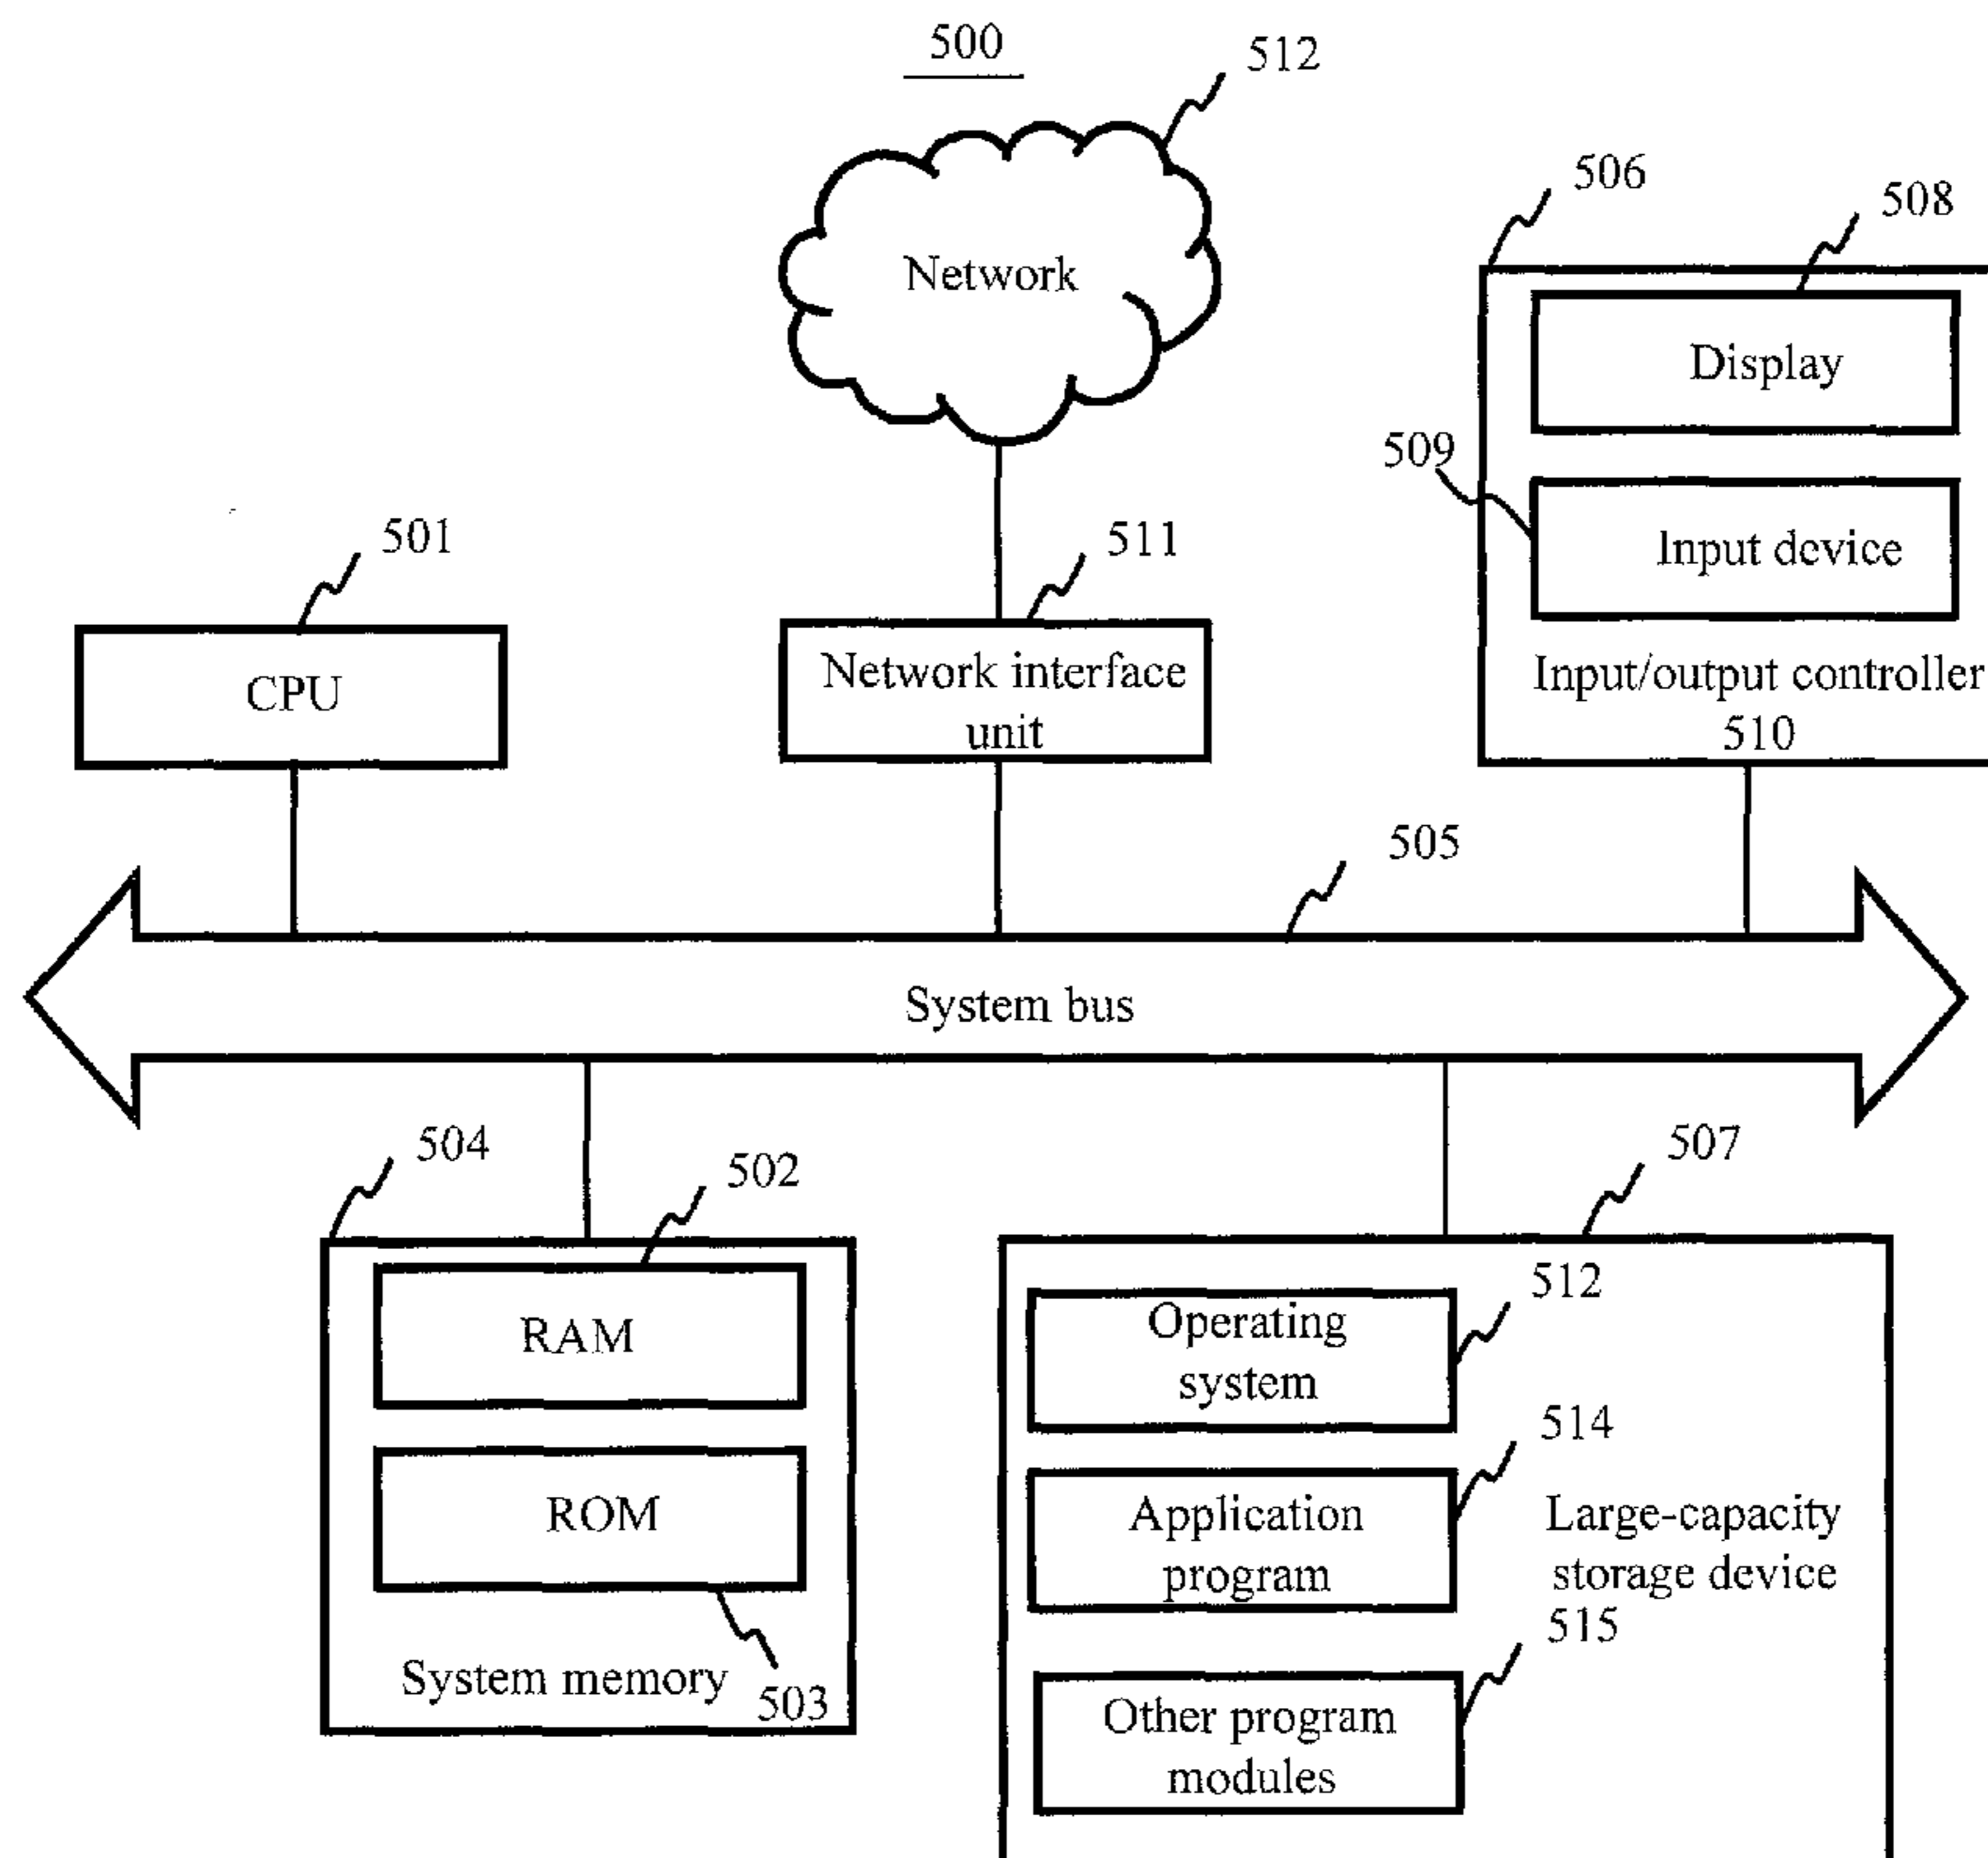 500
512
Network
506
508
Display
509
Input device
Input/output controller
510
501
CPU
511
Network interface
unit
505
System bus
504
502
RAM
ROM
System memory
503
507
512
Operating
system
514
Application
program
Large-capacity
storage device
515
Other program
modules